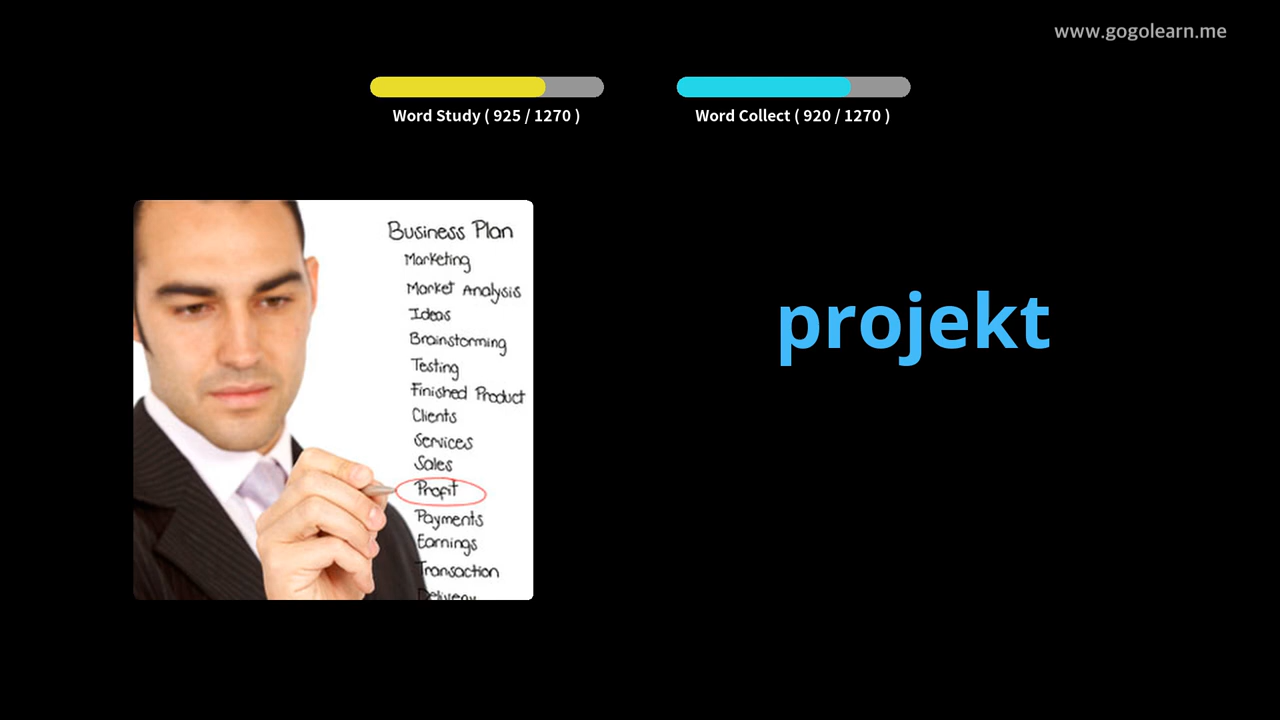 www.gogolearn.me
Word Study ( 925 / 1270 )
Word Collect ( 920 / 1270 )
Business Plan
Marketing
Market Analysis
Ideas
Brainstorming
Testing
Finished Product
Clients
Services
Sales
Profit
Payments
Earnings
Transaction
Delivery
projekt